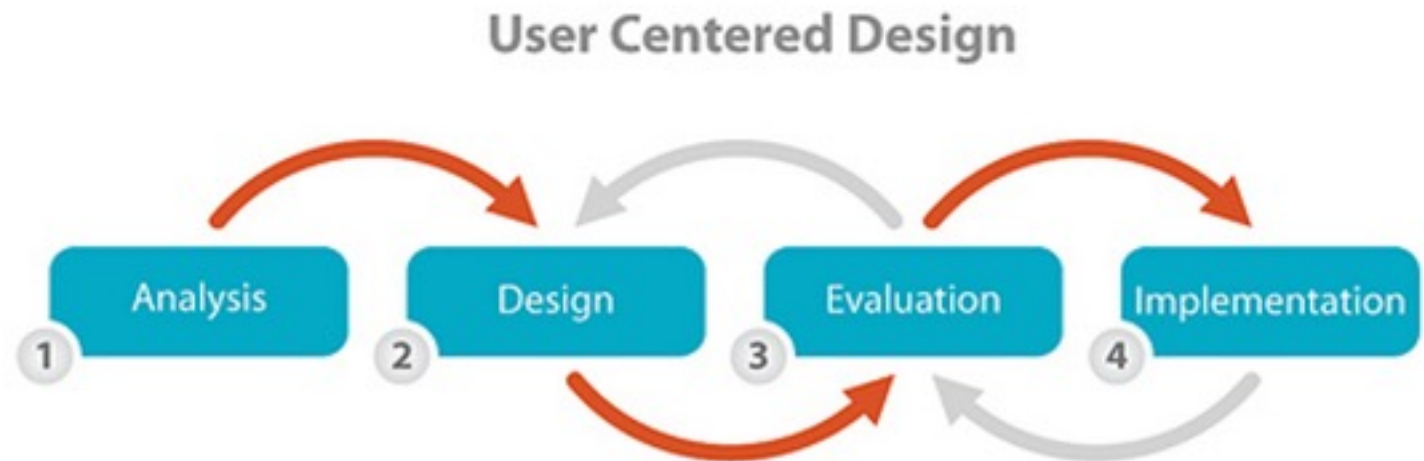 User Centered Design
Analysis
Design
Evaluation
Implementation
1
2
3
4